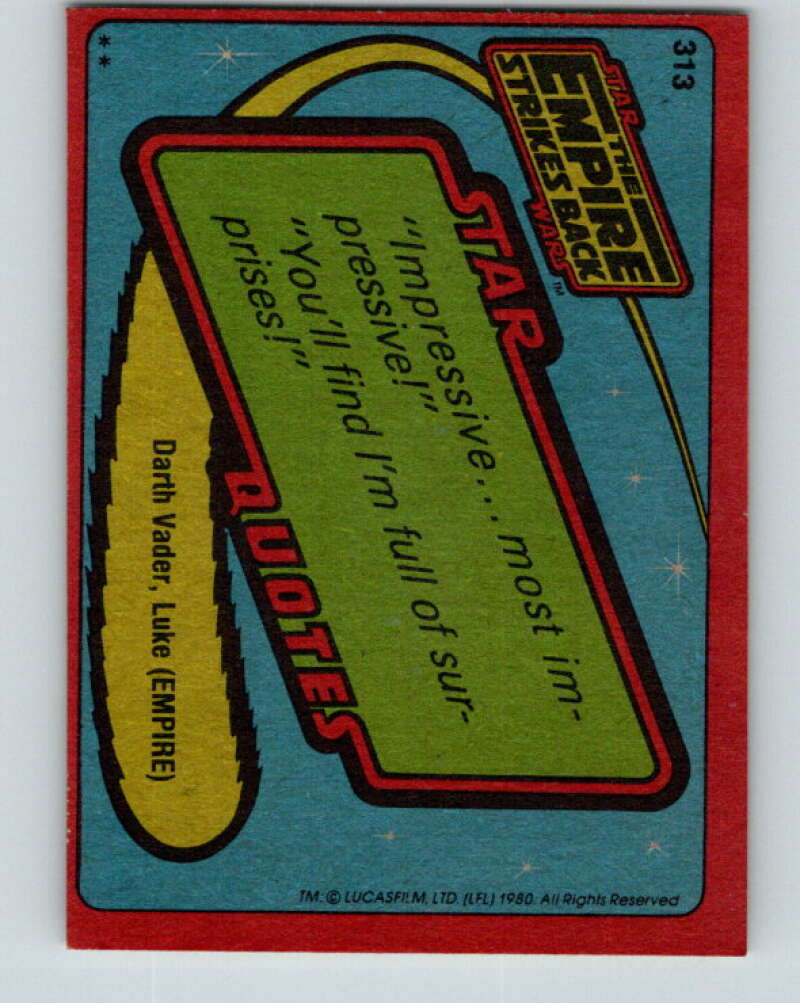 313
STAR
THE
EMPIRE
STRIKES BACK
WARS™
STAR
"Impressive...most im-
pressive!"
"You'll find I'm full of sur-
prises!"
QUOTES
Darth Vader, Luke (EMPIRE)
**
TM: © LUCASFILM, LTD. (LFL) 1980. All Rights Reserved